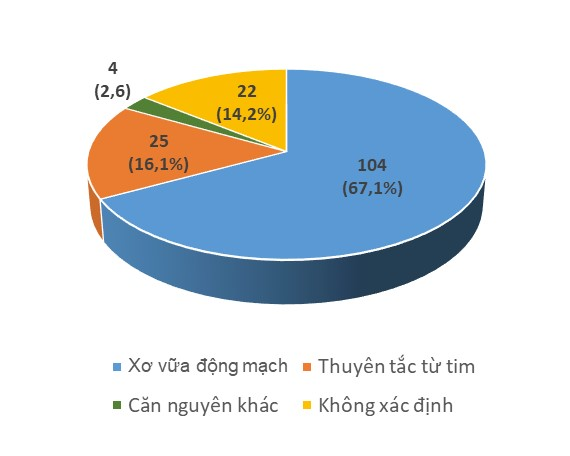 4
(2,6)
22
(14,2%)
25
(16,1%)
104
(67,1%)
Xơ vữa động mạch
Thuyên tắc từ tim
Căn nguyên khác
Không xác định